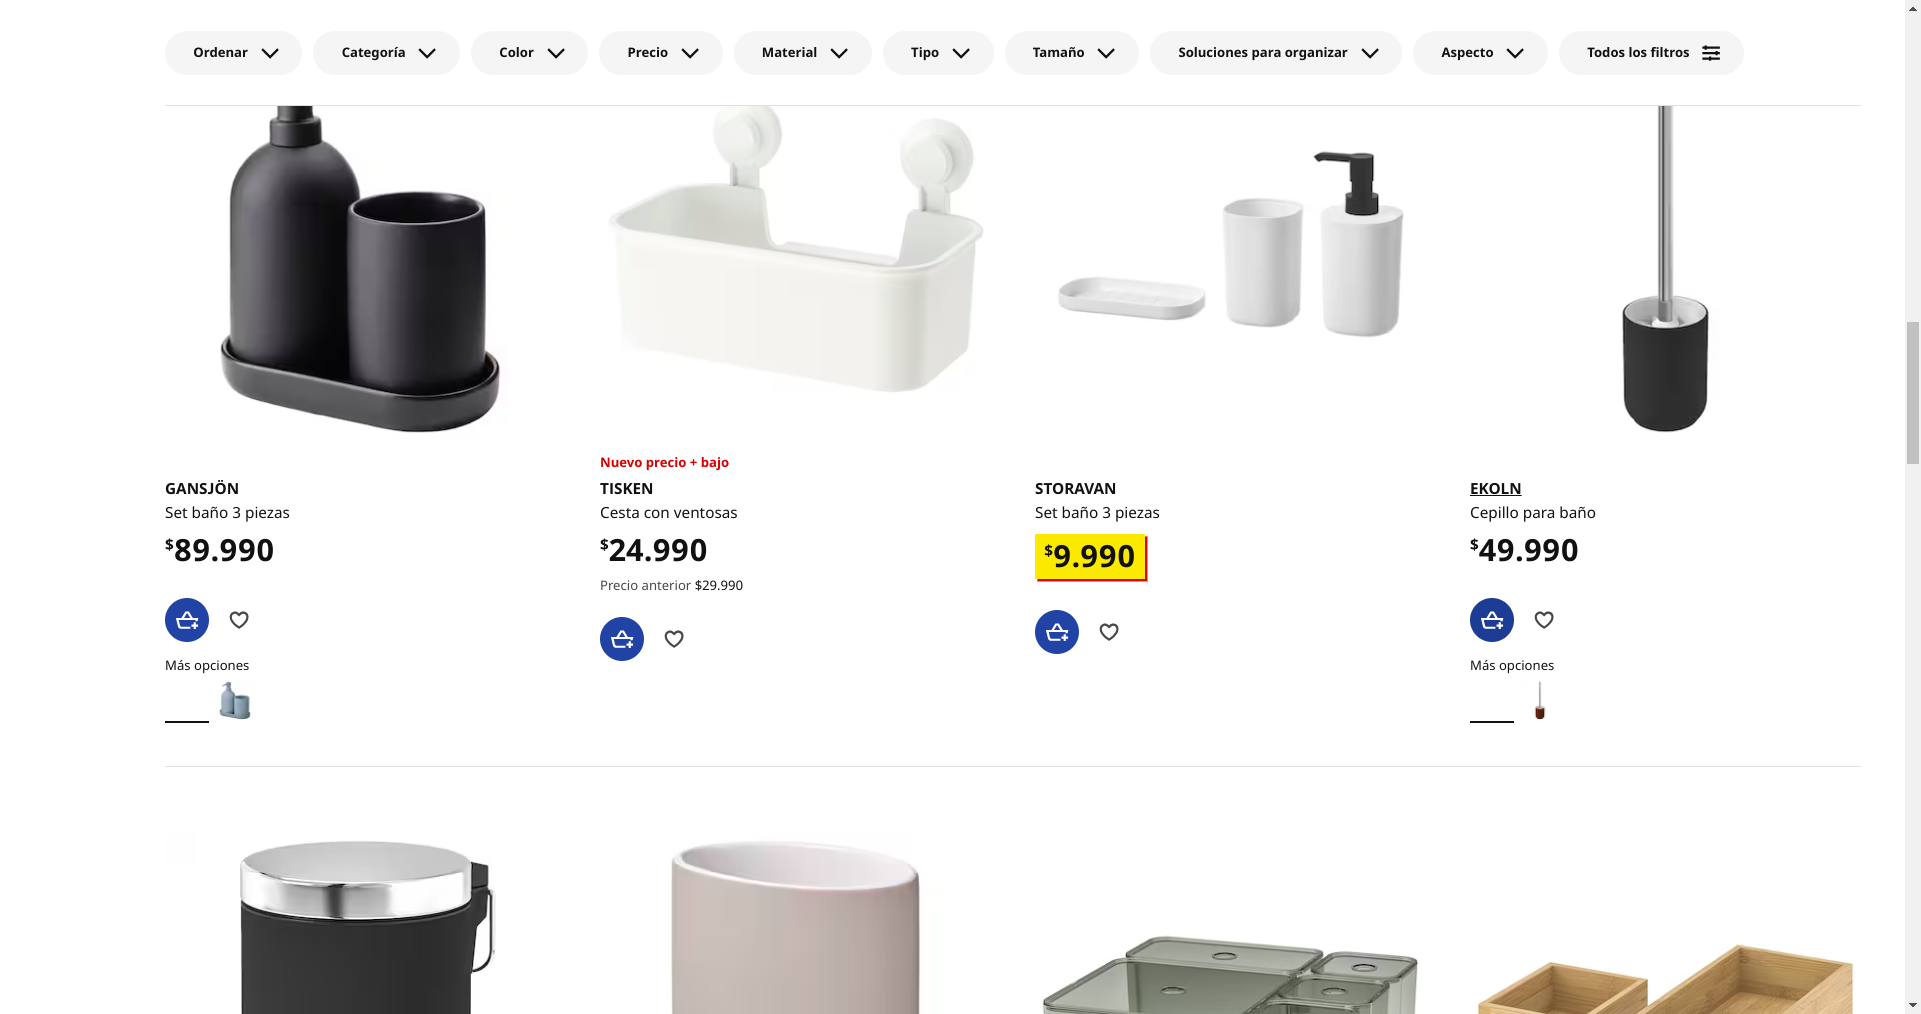 Ordenar
Categoría
Color
Precio
Material
Tipo
Tamaño
Soluciones para organizar
Aspecto
Todos los filtros
GANSJÖN
Set baño 3 piezas
$89.990
Más opciones
Nuevo precio + bajo
TISKEN
Cesta con ventosas
$24.990
Precio anterior $29.990
STORAVAN
Set baño 3 piezas
$9.990
EKOLN
Cepillo para baño
$49.990
Más opciones